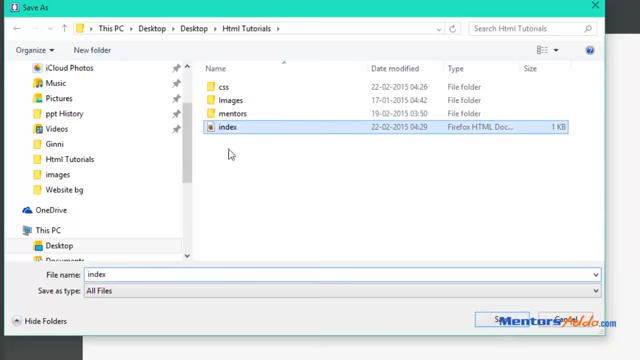 Save As
This PC > Desktop > Desktop > Html Tutorials
Search Html Tutorials
Organize
New folder
Name
Date modified
Type
Size
iCloud Photos
Music
Pictures
ppt History
Videos
Ginni
Html Tutorials
images
Website bg
OneDrive
This PC
Desktop
Documents
css 22-02-2015 04:26 File folder
Images 17-01-2015 04:42 File folder
mentors 19-02-2015 03:50 File folder
index 22-02-2015 04:29 Firefox HTML Doc... 1 KB
File name: index
Save as type: All Files
Hide Folders
Cancel
MentorsAdda.com